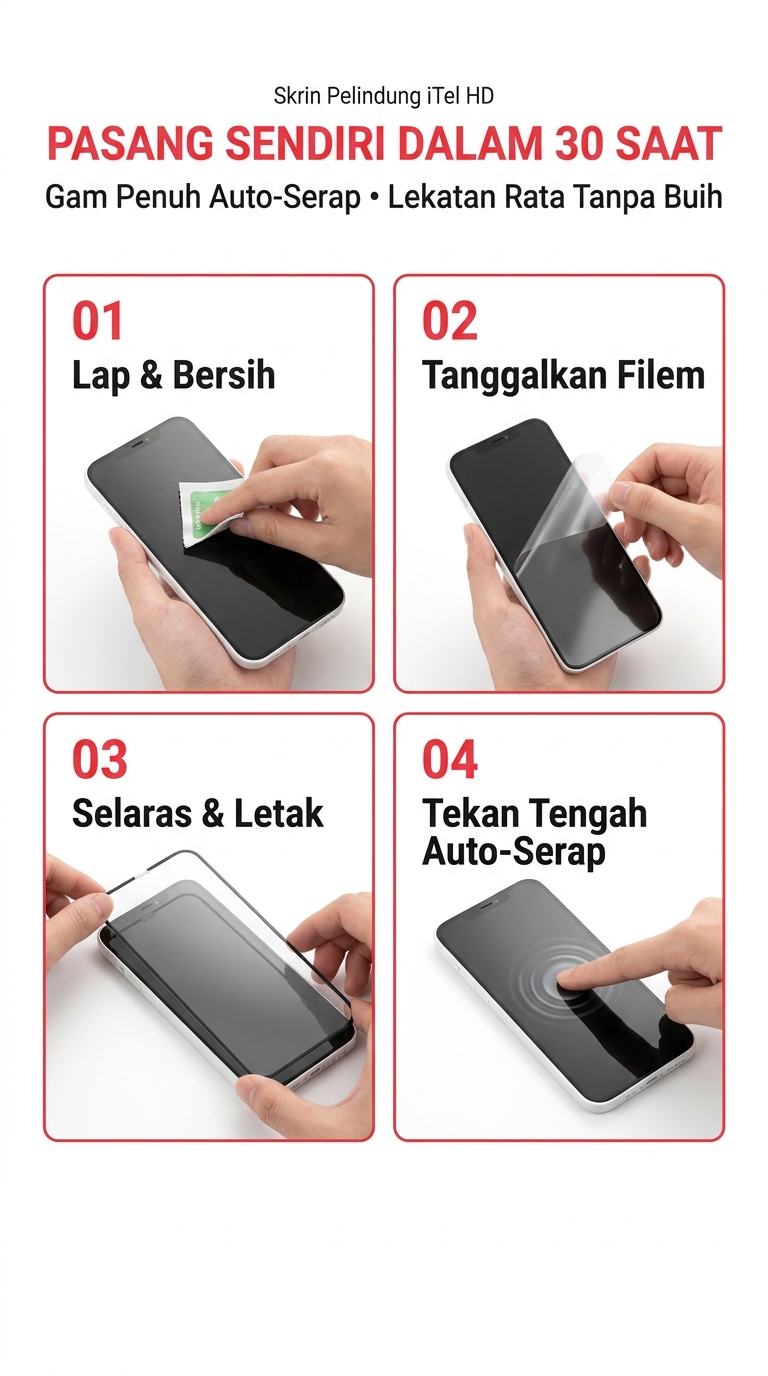 Skrin Pelindung iTel HD
PASANG SENDIRI DALAM 30 SAAT
Gam Penuh Auto-Serap • Lekatan Rata Tanpa Buih
01
Lap & Bersih
02
Tanggalkan Filem
03
Selaras & Letak
04
Tekan Tengah
Auto-Serap